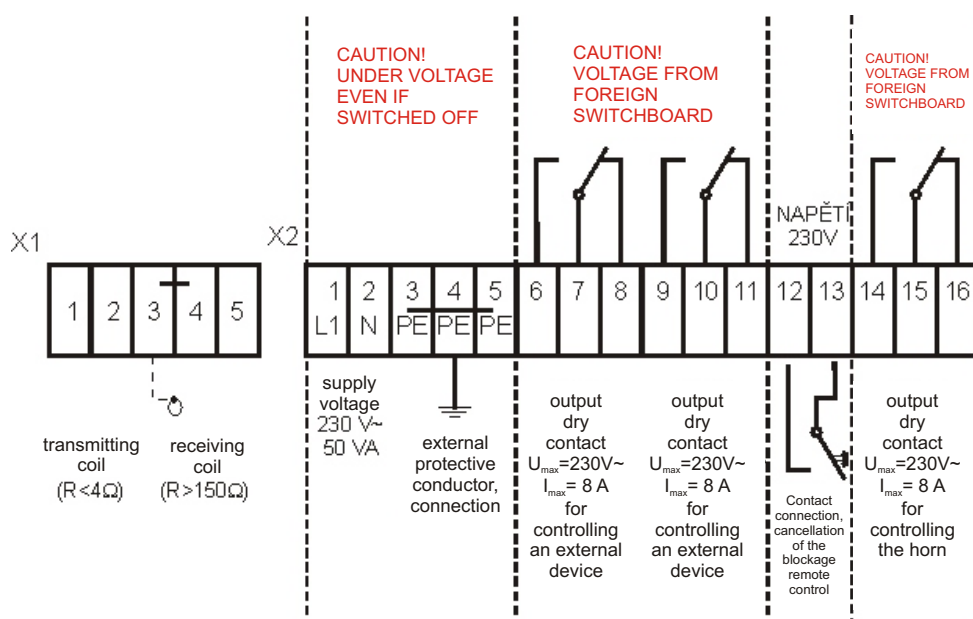 CAUTION!
UNDER VOLTAGE
EVEN IF
SWITCHED OFF
CAUTION!
VOLTAGE FROM
FOREIGN
SWITCHBOARD
CAUTION!
VOLTAGE FROM
FOREIGN
SWITCHBOARD
NAPĚTÍ
230V
X1
1 2 3 4 5
X2
1 2 3 4 5 6 7 8 9 10 11 12 13 14 15 16
L1 N PE PE PE
transmitting
coil
(R<4Ω)
receiving
coil
(R>150Ω)
supply
voltage
230 V~
50 VA
external
protective
conductor,
connection
output
dry
contact
Umax=230V~
Imax= 8 A
for
controlling
an external
device
output
dry
contact
Umax=230V~
Imax= 8 A
for
controlling
an external
device
Contact
connection,
cancellation
of the
blockage
remote
control
output
dry
contact
Umax=230V~
Imax= 8 A
for
controlling
the horn